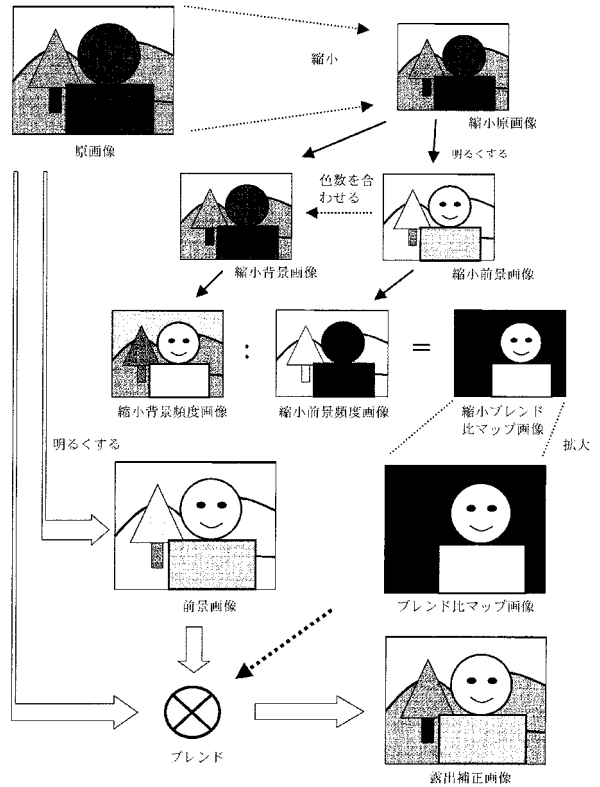 縮小
縮小原画像
原画像
明るくする
色数を合
わせる
縮小背景画像
縮小前景画像
:
=
縮小背景頻度画像
縮小前景頻度画像
縮小ブレンド
比マップ画像
明るくする
拡大
前景画像
ブレンド比マップ画像
ブレンド
露出補正画像